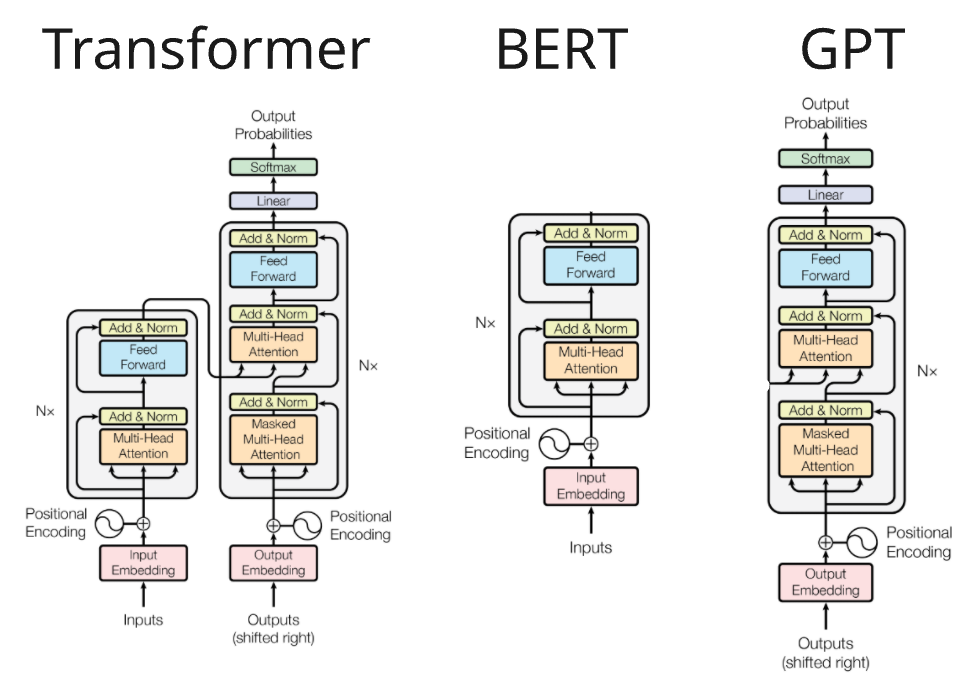 Transformer
BERT
GPT
Output
Probabilities
Softmax
Linear
Add & Norm
Feed
Forward
Add & Norm
Multi-Head
Attention
Add & Norm
Masked
Multi-Head
Attention
Nx
Add & Norm
Feed
Forward
Add & Norm
Multi-Head
Attention
Nx
Positional
Encoding
Positional
Encoding
Input
Embedding
Output
Embedding
Inputs
Outputs
(shifted right)
Add & Norm
Feed
Forward
Nx
Add & Norm
Multi-Head
Attention
Positional
Encoding
Input
Embedding
Inputs
Output
Probabilities
Softmax
Linear
Add & Norm
Feed
Forward
Add & Norm
Multi-Head
Attention
Nx
Add & Norm
Masked
Multi-Head
Attention
Positional
Encoding
Output
Embedding
Outputs
(shifted right)